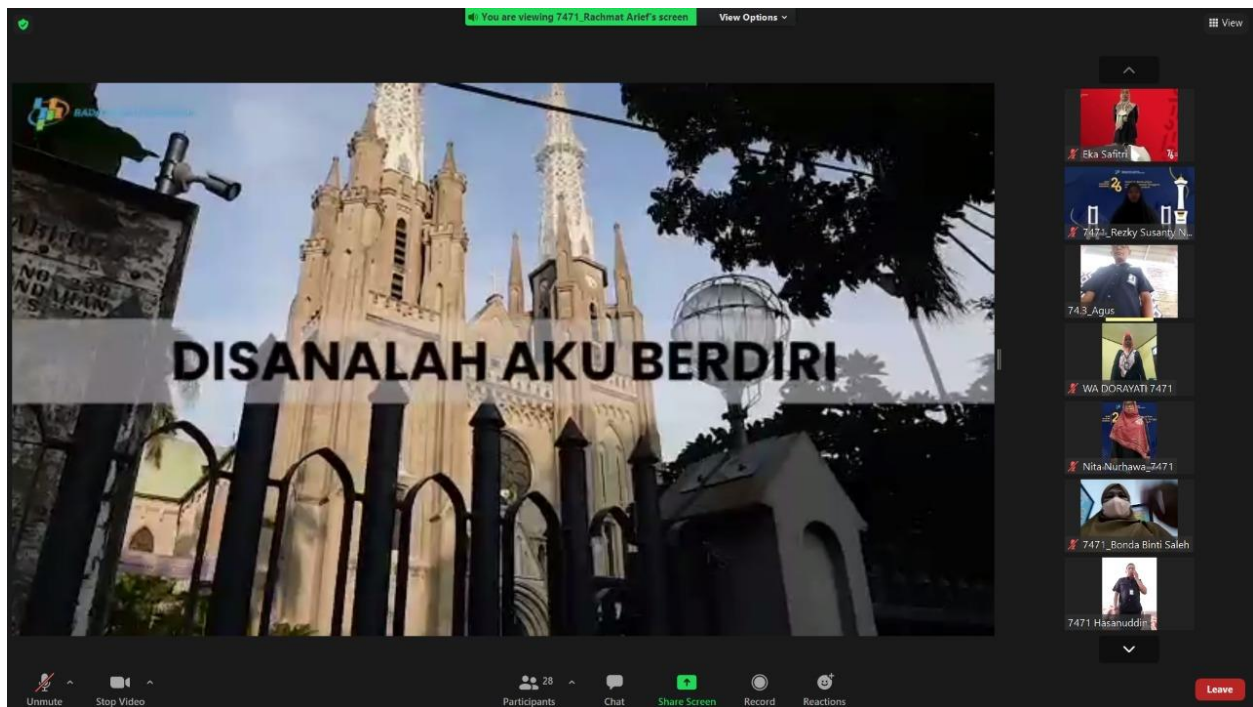 You are viewing 7471_Rachmat Arief's screen
View Options
View
BADAN
DISANALAH AKU BERDIRI
Eka Safitri
7471_Rezky Susanty N...
74.3_Agus
WA DORAYATI 7471
Nita Nurhawa_7471
7471_Bonda Binti Saleh
7471 Hasanuddin
Unmute
Stop Video
28
Participants
Chat
Share Screen
Record
Reactions
Leave